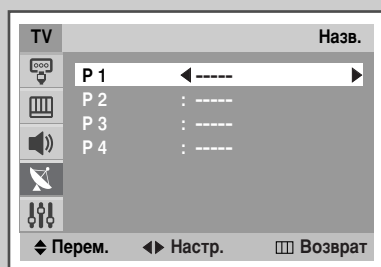 TV Назв.
P 1 ◀ ----- ▶
P 2 : -----
P 3 : -----
P 4 : -----
Перем. Настр. Возврат